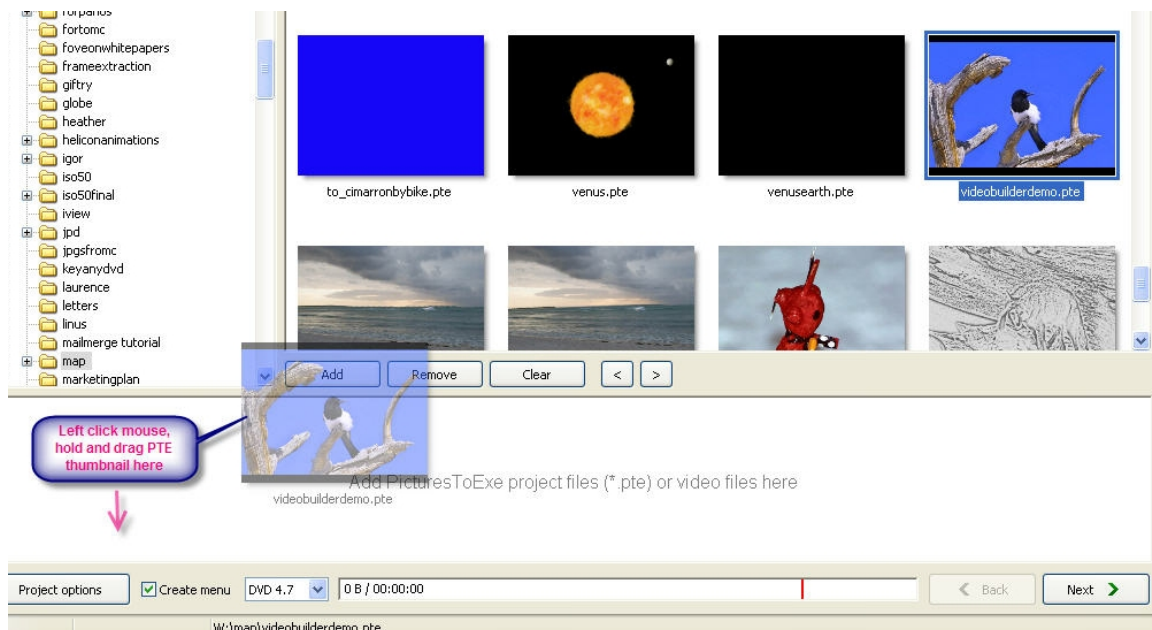 forpanos
fortomc
foveonwhitepapers
frameextraction
giftry
globe
heather
heliconanimations
igor
iso50
iso50final
iview
jpd
jpgsfromc
keyanydvd
laurence
letters
linus
mailmerge tutorial
map
marketingplan
to_cimarronbybike.pte
venus.pte
venusearth.pte
videobuilderdemo.pte
Add
Remove
Clear
<
>
Left click mouse,
hold and drag PTE
thumbnail here
Add PicturesToExe project files (*.pte) or video files here
videobuilderdemo.pte
Project options
Create menu
DVD 4.7
0 B / 00:00:00
Back
Next
W:\map\videobuilderdemo.pte